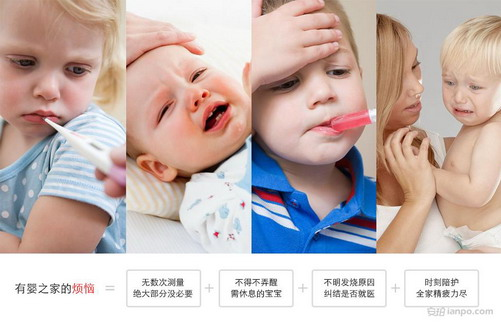 有婴之家的烦恼 = 无数次测量 + 不得不弄醒 + 不明发烧原因 + 时刻陪护
绝大部分没必要 需休息的宝宝 纠结是否就医 全家精疲力尽
ianpo.com